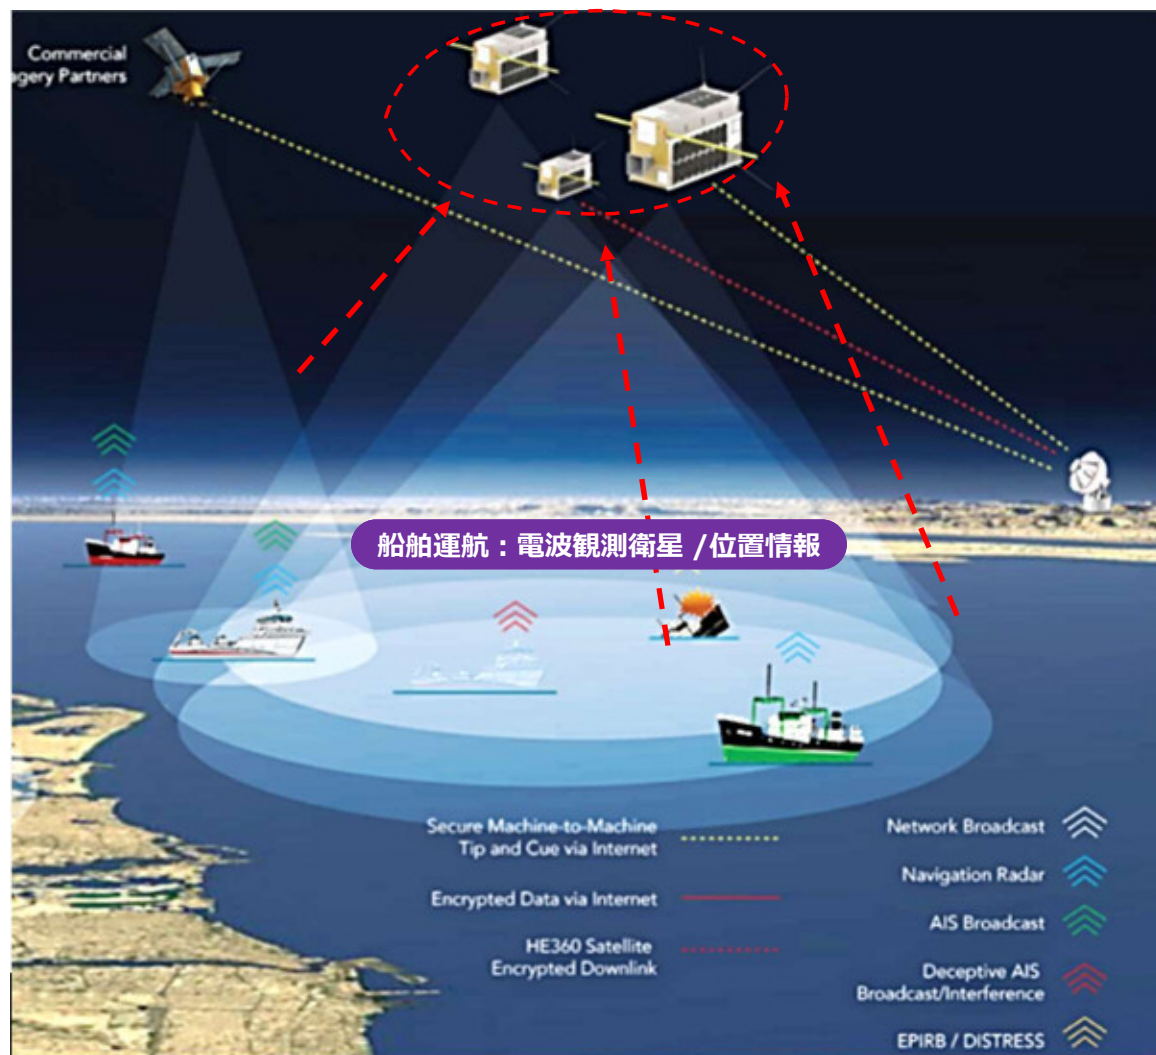 Commercial
agery Partners
船舶運航：電波観測衛星 /位置情報
Secure Machine-to-Machine
Tip and Cue via Internet
Encrypted Data via Internet
HE360 Satellite
Encrypted Downlink
Network Broadcast
Navigation Radar
AIS Broadcast
Deceptive AIS
Broadcast/Interference
EPIRB / DISTRESS